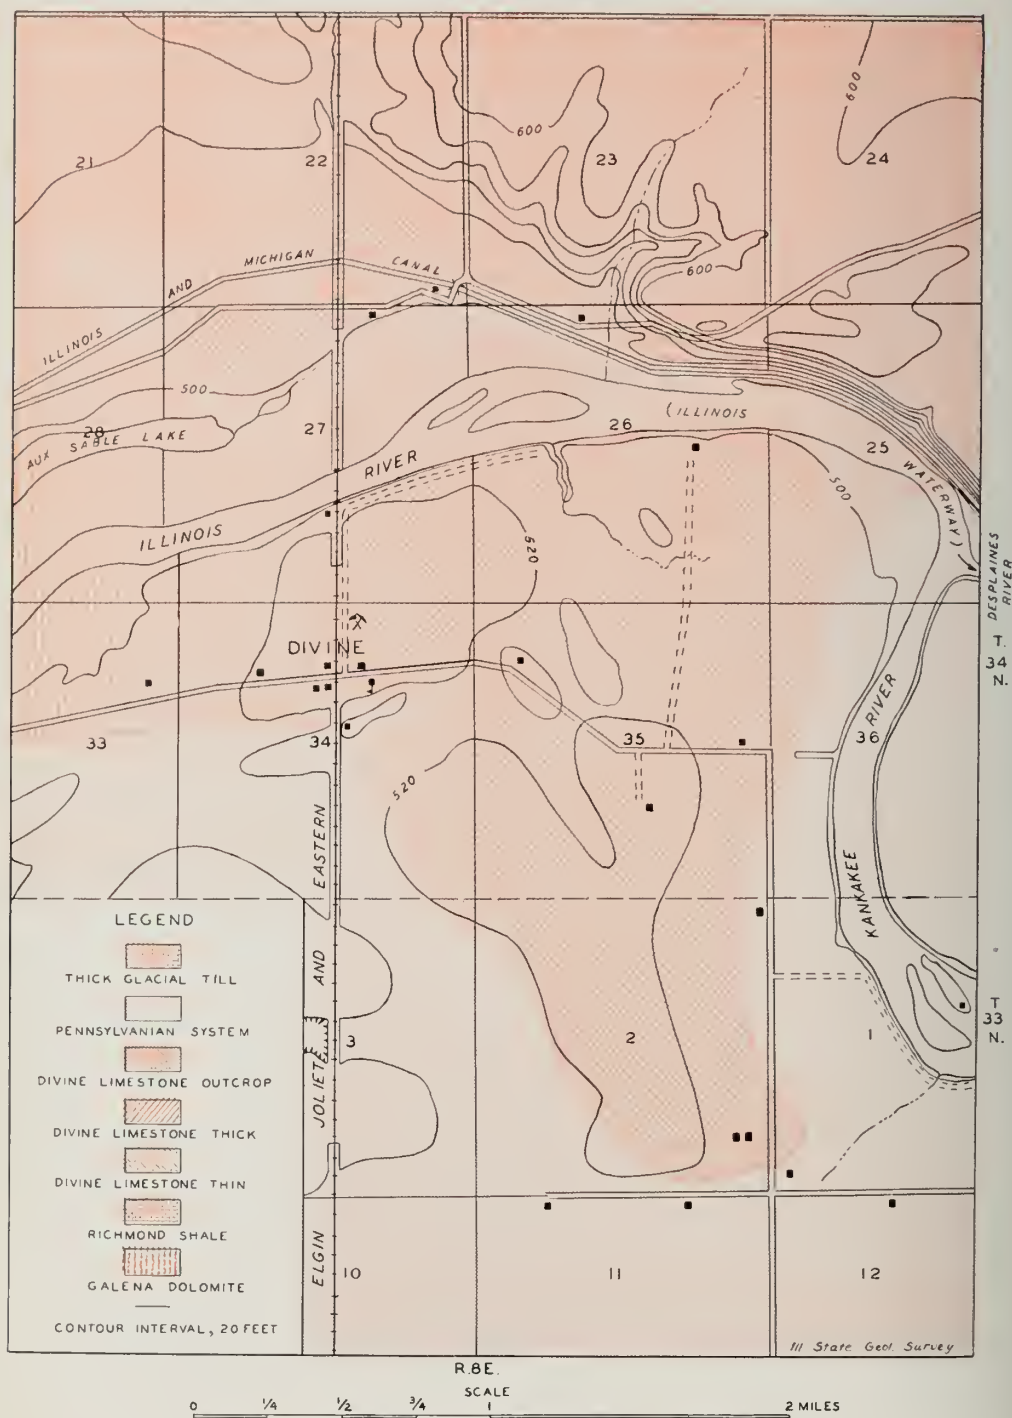 600
600
21
22
23
24
MICHIGAN
CANAL
AND
600
ILLINOIS
500
(ILLINOIS
28
27
26
25
AUX SABLE LAKE
RIVER
WATERWAY)
500
ILLINOIS
520
DESPLAINES
RIVER
DIVINE
T.
34
N.
RIVER
33
34
35
36
520
EASTERN
KANKAKEE
LEGEND
THICK GLACIAL TILL
AND
PENNSYLVANIAN SYSTEM
T
33
N.
3
2
1
DIVINE LIMESTONE OUTCROP
JOLIET
DIVINE LIMESTONE THICK
DIVINE LIMESTONE THIN
RICHMOND SHALE
ELGIN
GALENA DOLOMITE
10
11
12
CONTOUR INTERVAL, 20 FEET
Ill State Geol. Survey
R.8E.
SCALE
0 1/4 1/2 3/4 1 2 MILES